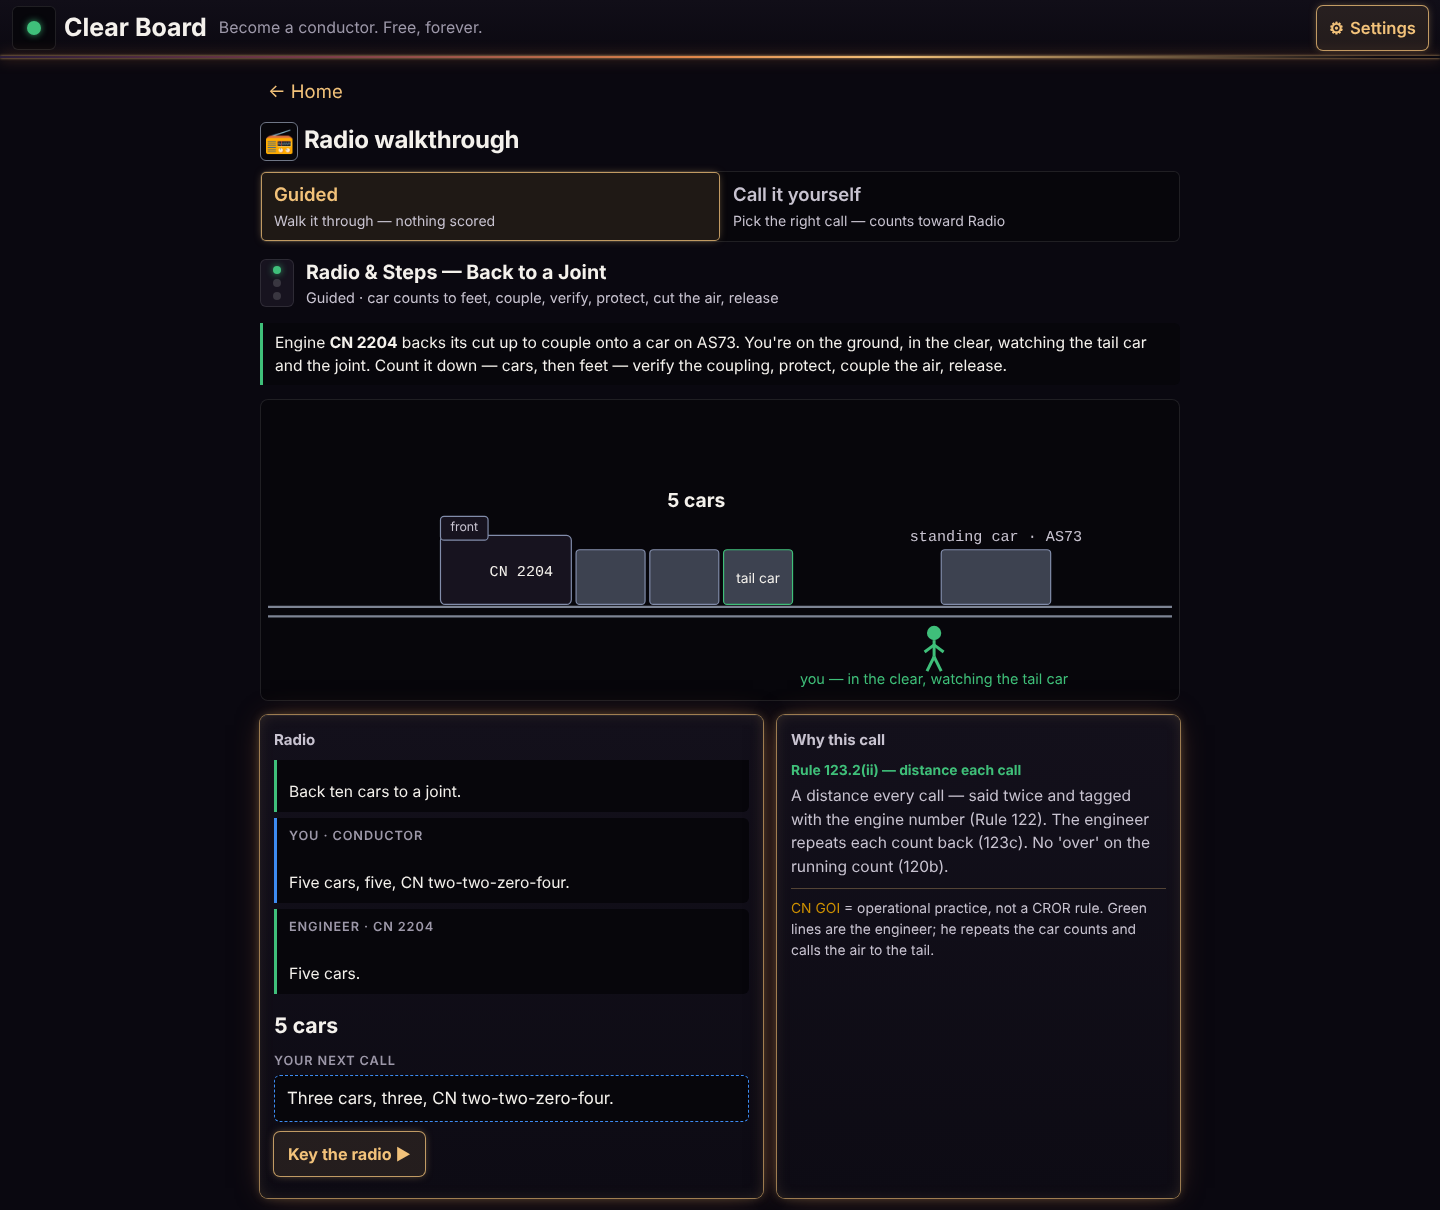 Clear Board
Become a conductor. Free, forever.
⚙ Settings
← Home
Radio walkthrough
Guided
Walk it through — nothing scored
Call it yourself
Pick the right call — counts toward Radio
Radio & Steps — Back to a Joint
Guided · car counts to feet, couple, verify, protect, cut the air, release
Engine CN 2204 backs its cut up to couple onto a car on AS73. You're on the ground, in the clear, watching the tail car
and the joint. Count it down — cars, then feet — verify the coupling, protect, couple the air, release.
5 cars
front
CN 2204
tail car
standing car · AS73
you — in the clear, watching the tail car
Radio
Back ten cars to a joint.
YOU · CONDUCTOR
Five cars, five, CN two-two-zero-four.
ENGINEER · CN 2204
Five cars.
5 cars
YOUR NEXT CALL
Three cars, three, CN two-two-zero-four.
Key the radio ▶
Why this call
Rule 123.2(ii) — distance each call
A distance every call — said twice and tagged
with the engine number (Rule 122). The engineer
repeats each count back (123c). No 'over' on the
running count (120b).
CN GOI = operational practice, not a CROR rule. Green
lines are the engineer; he repeats the car counts and
calls the air to the tail.